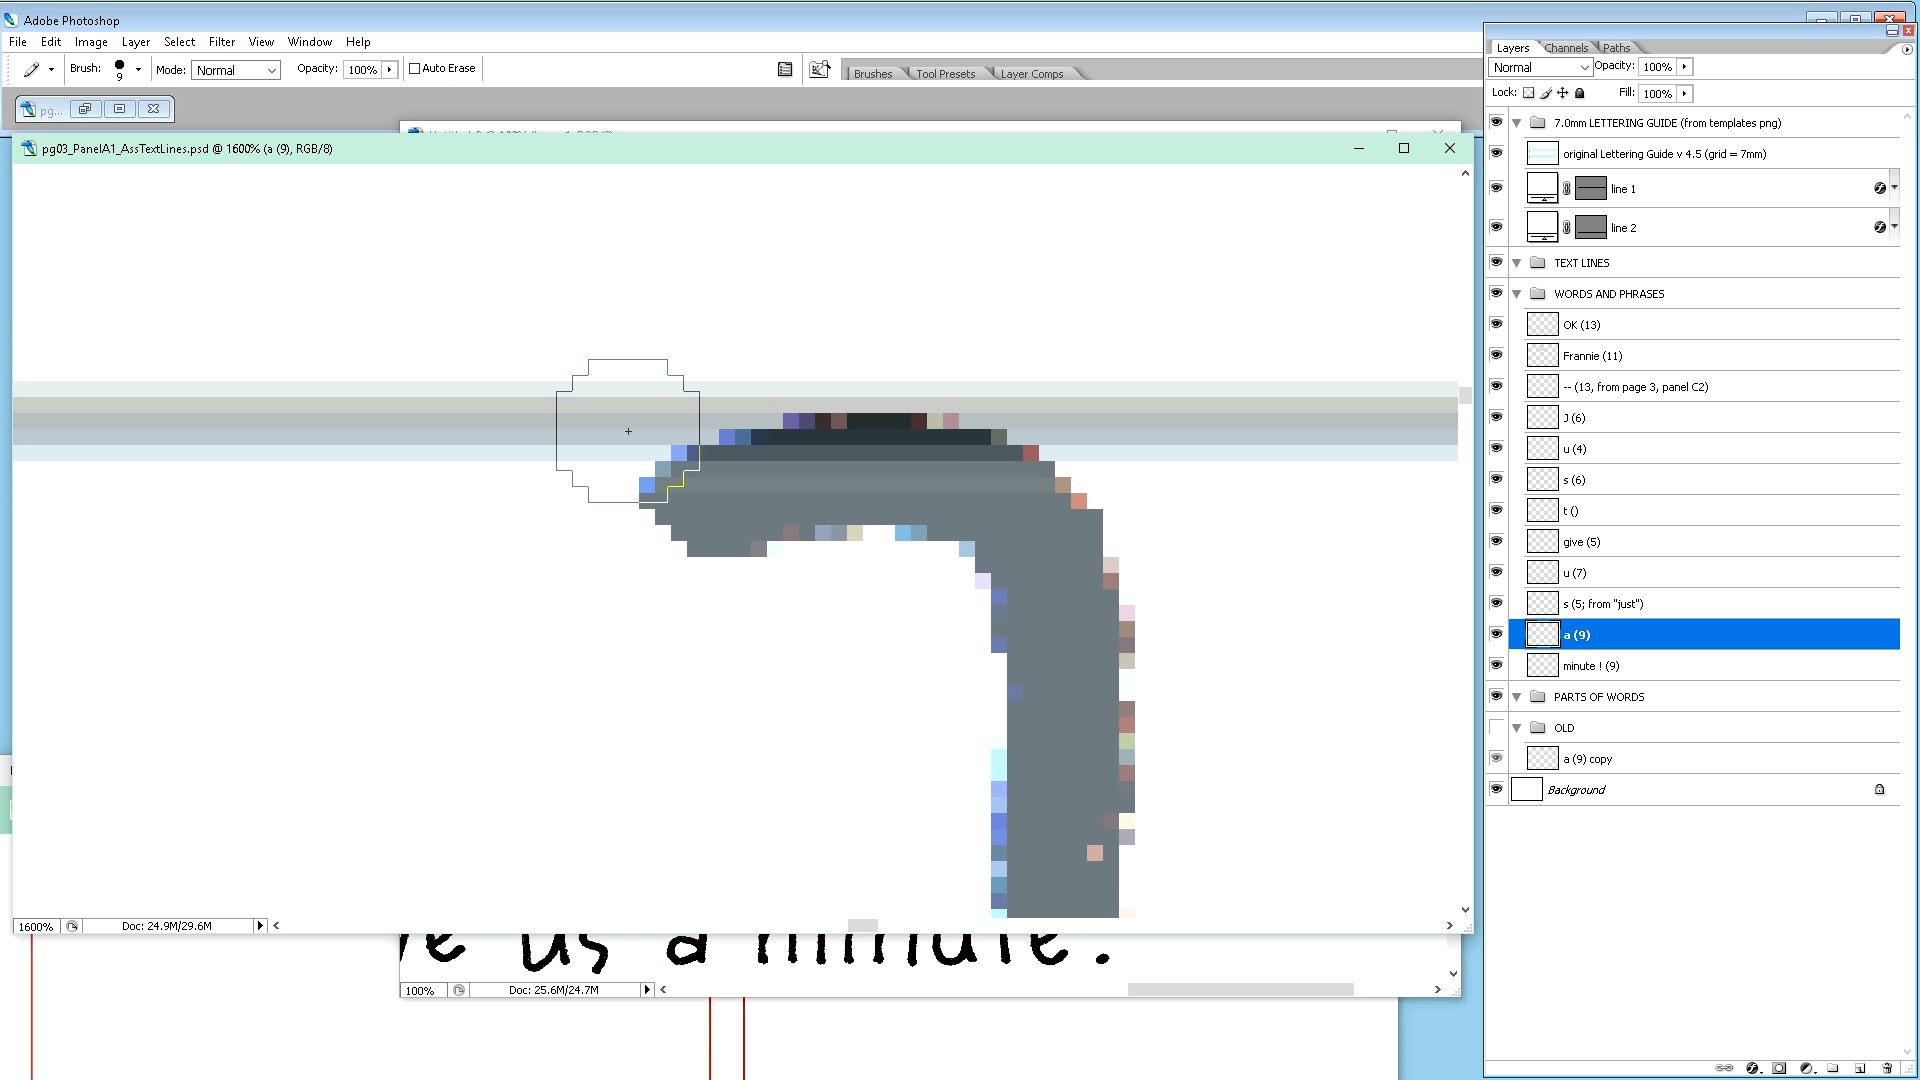 Adobe Photoshop
File Edit Image Layer Select Filter View Window Help
Brush: 9 Mode: Normal Opacity: 100% Auto Erase
Brushes Tool Presets Layer Comps
pg...
pg03_PanelA1_AssTextLines.psd @ 1600% (a (9), RGB/8)
1600% Doc: 24.9M/29.6M
us a minute.
100% Doc: 25.6M/24.7M
Layers Channels Paths
Normal Opacity: 100%
Lock: Fill: 100%
7.0mm LETTERING GUIDE (from templates png)
original Lettering Guide v 4.5 (grid = 7mm)
line 1
line 2
TEXT LINES
WORDS AND PHRASES
OK (13)
Frannie (11)
-- (13, from page 3, panel C2)
J (6)
u (4)
s (6)
t ()
give (5)
u (7)
s (5; from "just")
a (9)
minute ! (9)
PARTS OF WORDS
OLD
a (9) copy
Background